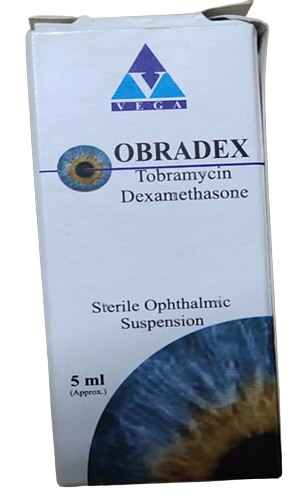 VEGA
OBRADEX
Tobramycin
Dexamethasone
Sterile Ophthalmic
Suspension
5 ml
(Approx.)